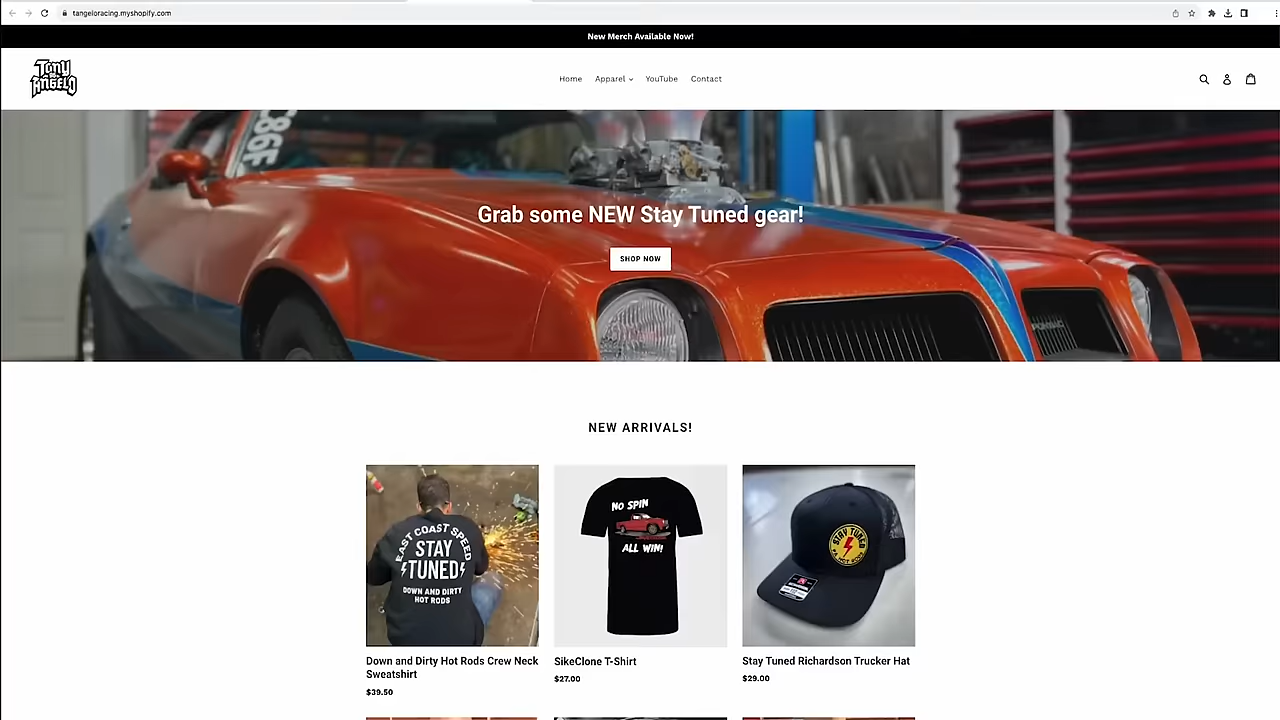 tangeloracing.myshopify.com
New Merch Available Now!
TONY
ANGELO
Home Apparel YouTube Contact
C86F
Grab some NEW Stay Tuned gear!
SHOP NOW
PONTIAC
NEW ARRIVALS!
EAST COAST SPEED
STAY
TUNED
DOWN AND DIRTY
HOT RODS
NO SPIN
ALL WIN!
STAY TUNED
Down and Dirty Hot Rods Crew Neck
Sweatshirt
$39.50
SikeClone T-Shirt
$27.00
Stay Tuned Richardson Trucker Hat
$29.00